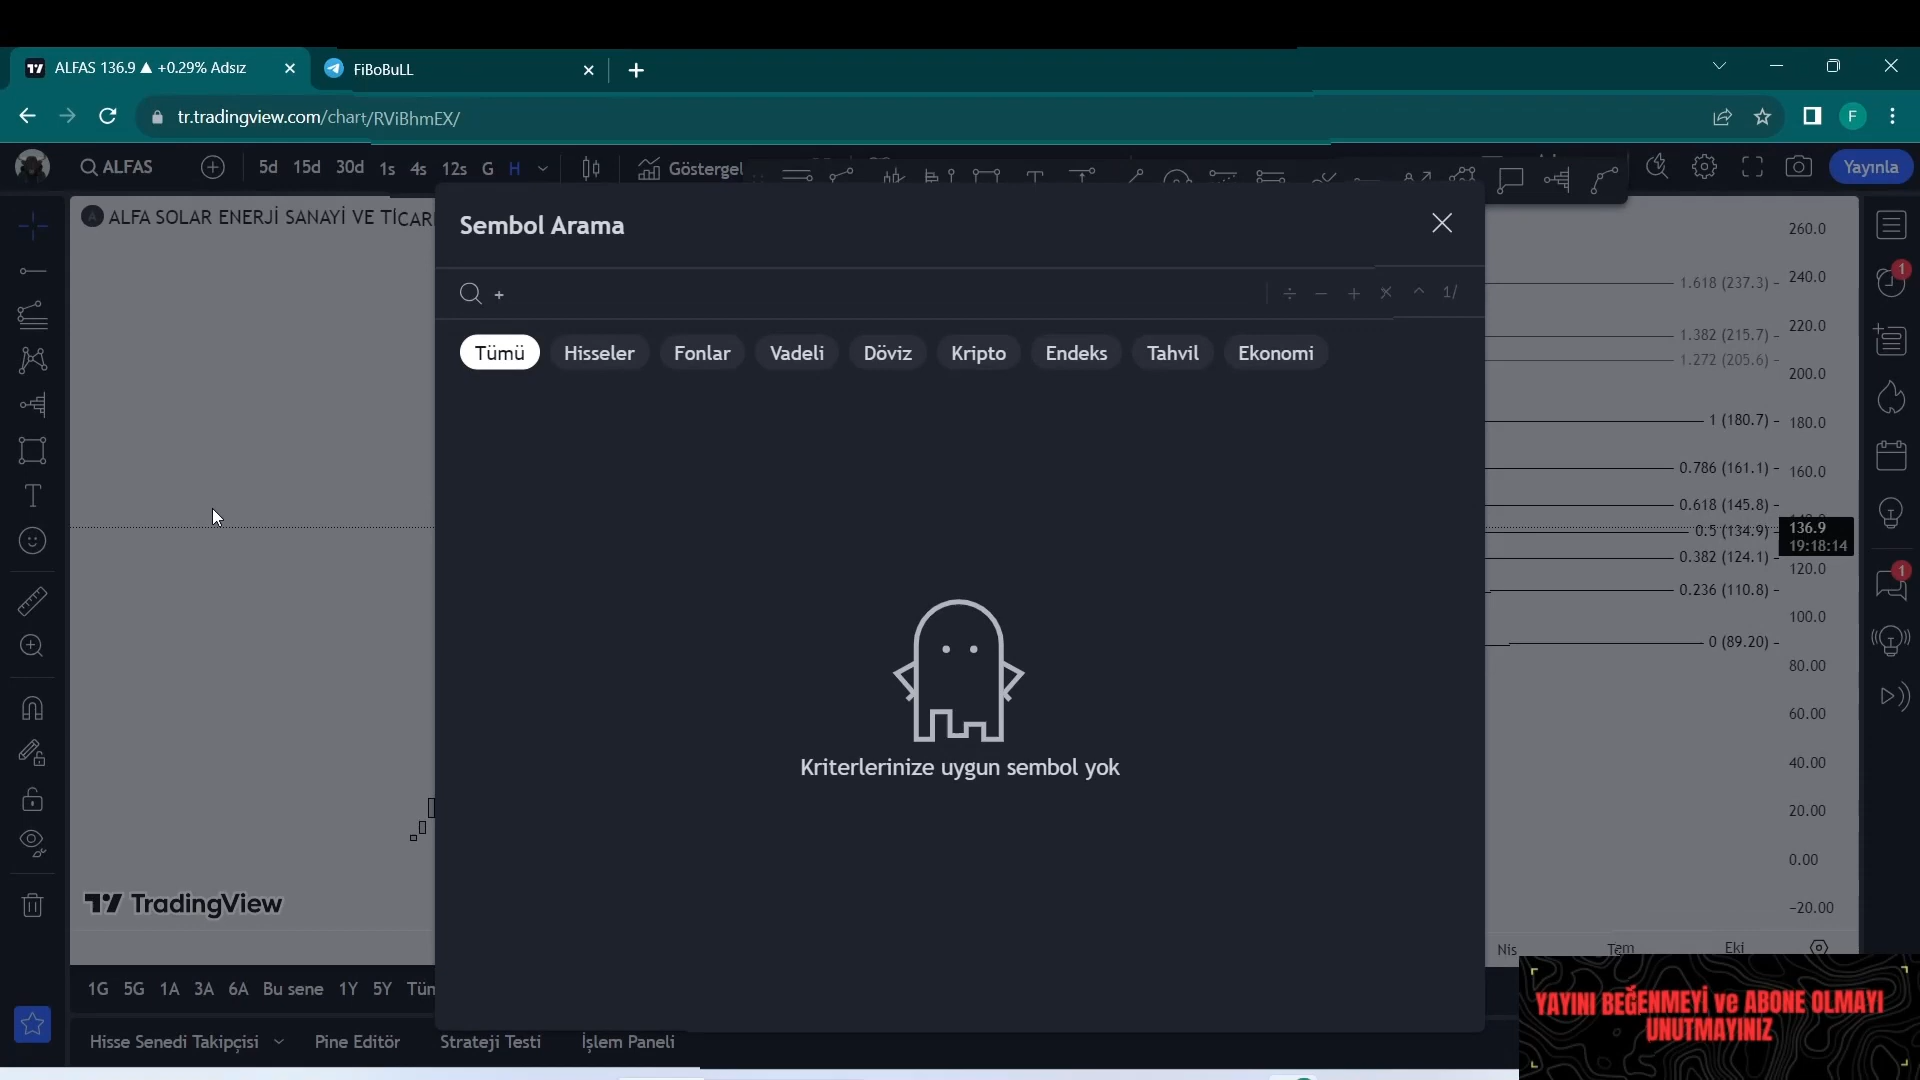 ALFAS 136.9 ▲ +0.29% Adsız
FiBoBuLL
tr.tradingview.com/chart/RViBhmEX/
F
ALFAS
5d 15d 30d 1s 4s 12s G H
Göstergel
Yayınla
ALFA SOLAR ENERJİ SANAYİ VE TİCARI
Sembol Arama
+
÷ − + × ^ 1/
Tümü Hisseler Fonlar Vadeli Döviz Kripto Endeks Tahvil Ekonomi
Kriterlerinize uygun sembol yok
1.618 (237.3)
1.382 (215.7)
1.272 (205.6)
1 (180.7)
0.786 (161.1)
0.618 (145.8)
0.5 (134.9)
0.382 (124.1)
0.236 (110.8)
0 (89.20)
260.0
240.0
220.0
200.0
180.0
160.0
136.9
19:18:14
120.0
100.0
80.00
60.00
40.00
20.00
0.00
−20.00
1
1
TradingView
Nis Tem Eki
1G 5G 1A 3A 6A Bu sene 1Y 5Y Tüm
Hisse Senedi Takipçisi Pine Editör Strateji Testi İşlem Paneli
YAYINI BEĞENMEYİ ve ABONE OLMAYI
UNUTMAYINIZ